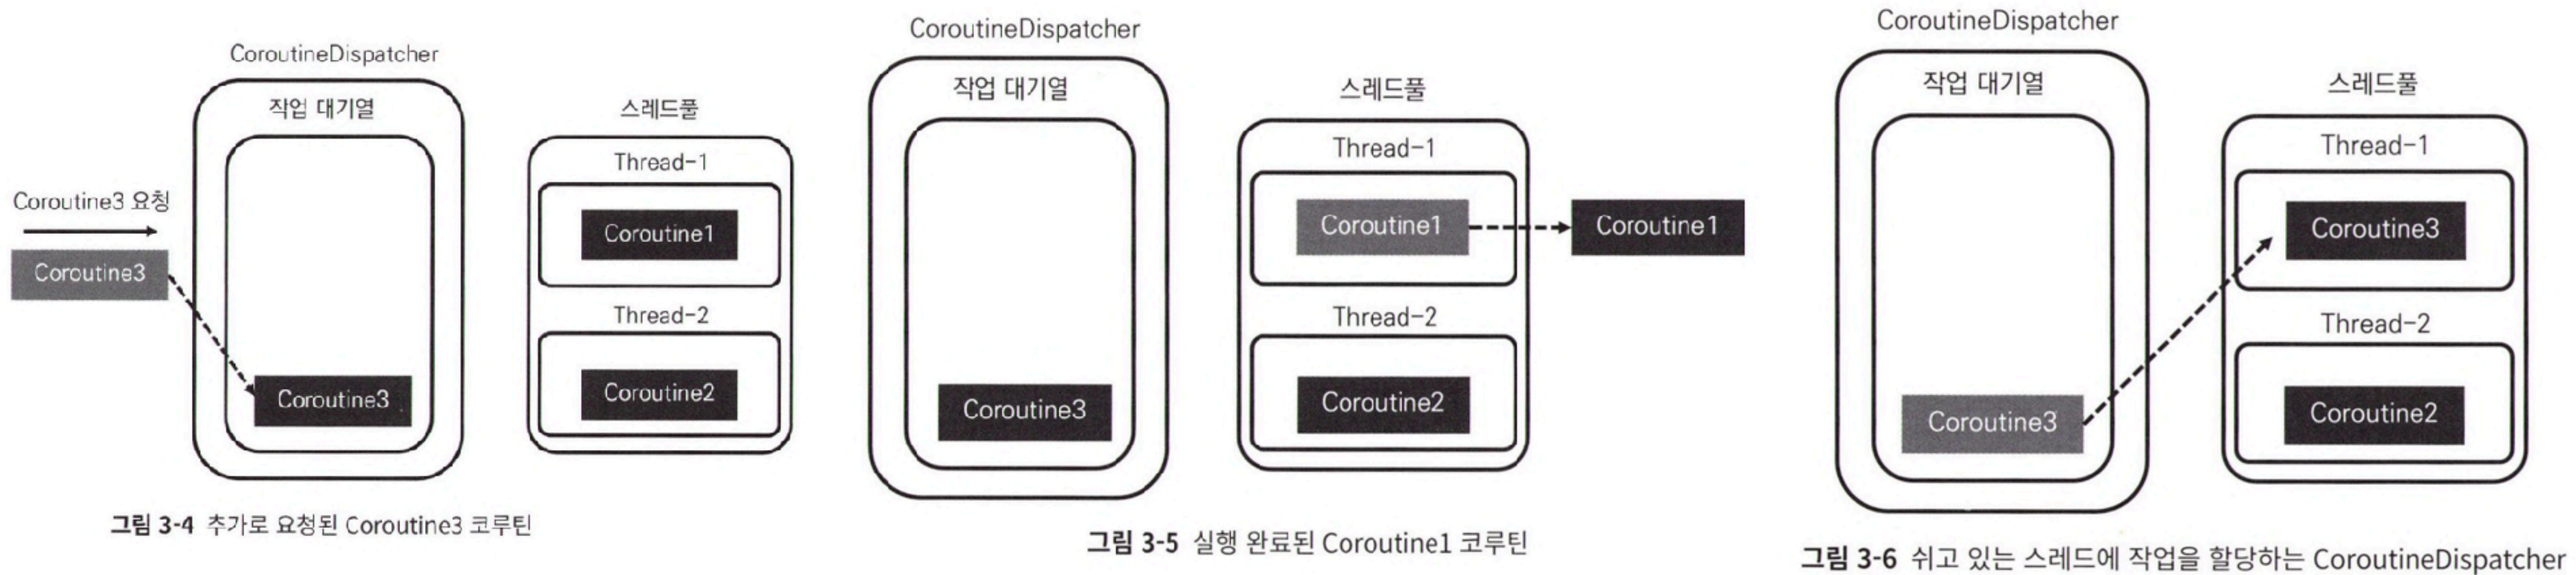 CoroutineDispatcher
작업 대기열
스레드풀
Thread-1
Coroutine3 요청
Coroutine1
Coroutine3
Thread-2
Coroutine3
Coroutine2
그림 3-4 추가로 요청된 Coroutine3 코루틴
CoroutineDispatcher
작업 대기열
스레드풀
Thread-1
Coroutine1
Coroutine1
Thread-2
Coroutine3
Coroutine2
그림 3-5 실행 완료된 Coroutine1 코루틴
CoroutineDispatcher
작업 대기열
스레드풀
Thread-1
Coroutine3
Thread-2
Coroutine3
Coroutine2
그림 3-6 쉬고 있는 스레드에 작업을 할당하는 CoroutineDispatcher